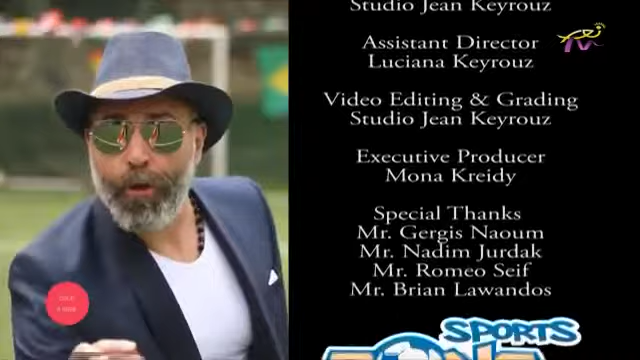 Studio Jean Keyrouz
Assistant Director
Luciana Keyrouz
Video Editing & Grading
Studio Jean Keyrouz
Executive Producer
Mona Kreidy
Special Thanks
Mr. Gergis Naoum
Mr. Nadim Jurdak
Mr. Romeo Seif
Mr. Brian Lawandos
SPORTS